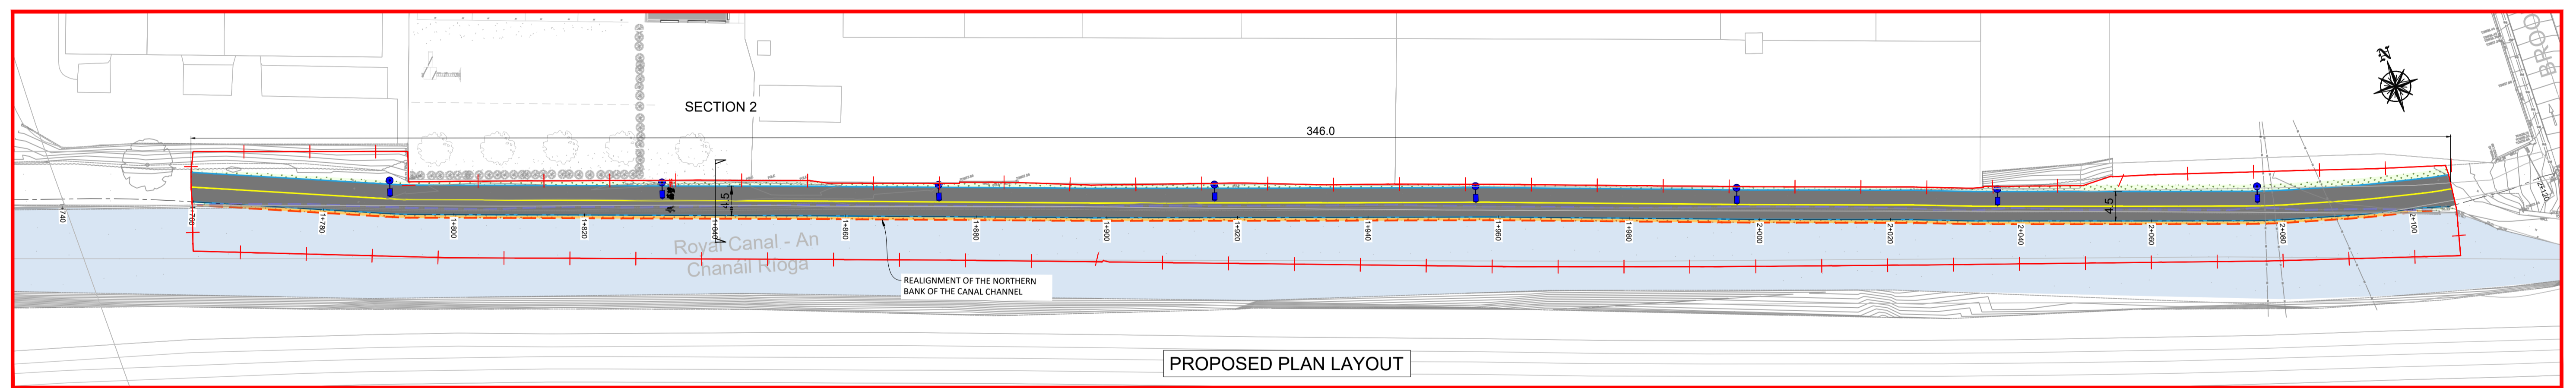 SECTION 2
346.0
N
BROO
4.5
4.5
1+740
1+760
1+780
1+800
1+820
1+840
1+860
1+880
1+900
1+920
1+940
1+960
1+980
2+000
2+020
2+040
2+060
2+080
2+100
2+120
Royal Canal - An
Chanáil Ríoga
REALIGNMENT OF THE NORTHERN
BANK OF THE CANAL CHANNEL
PROPOSED PLAN LAYOUT